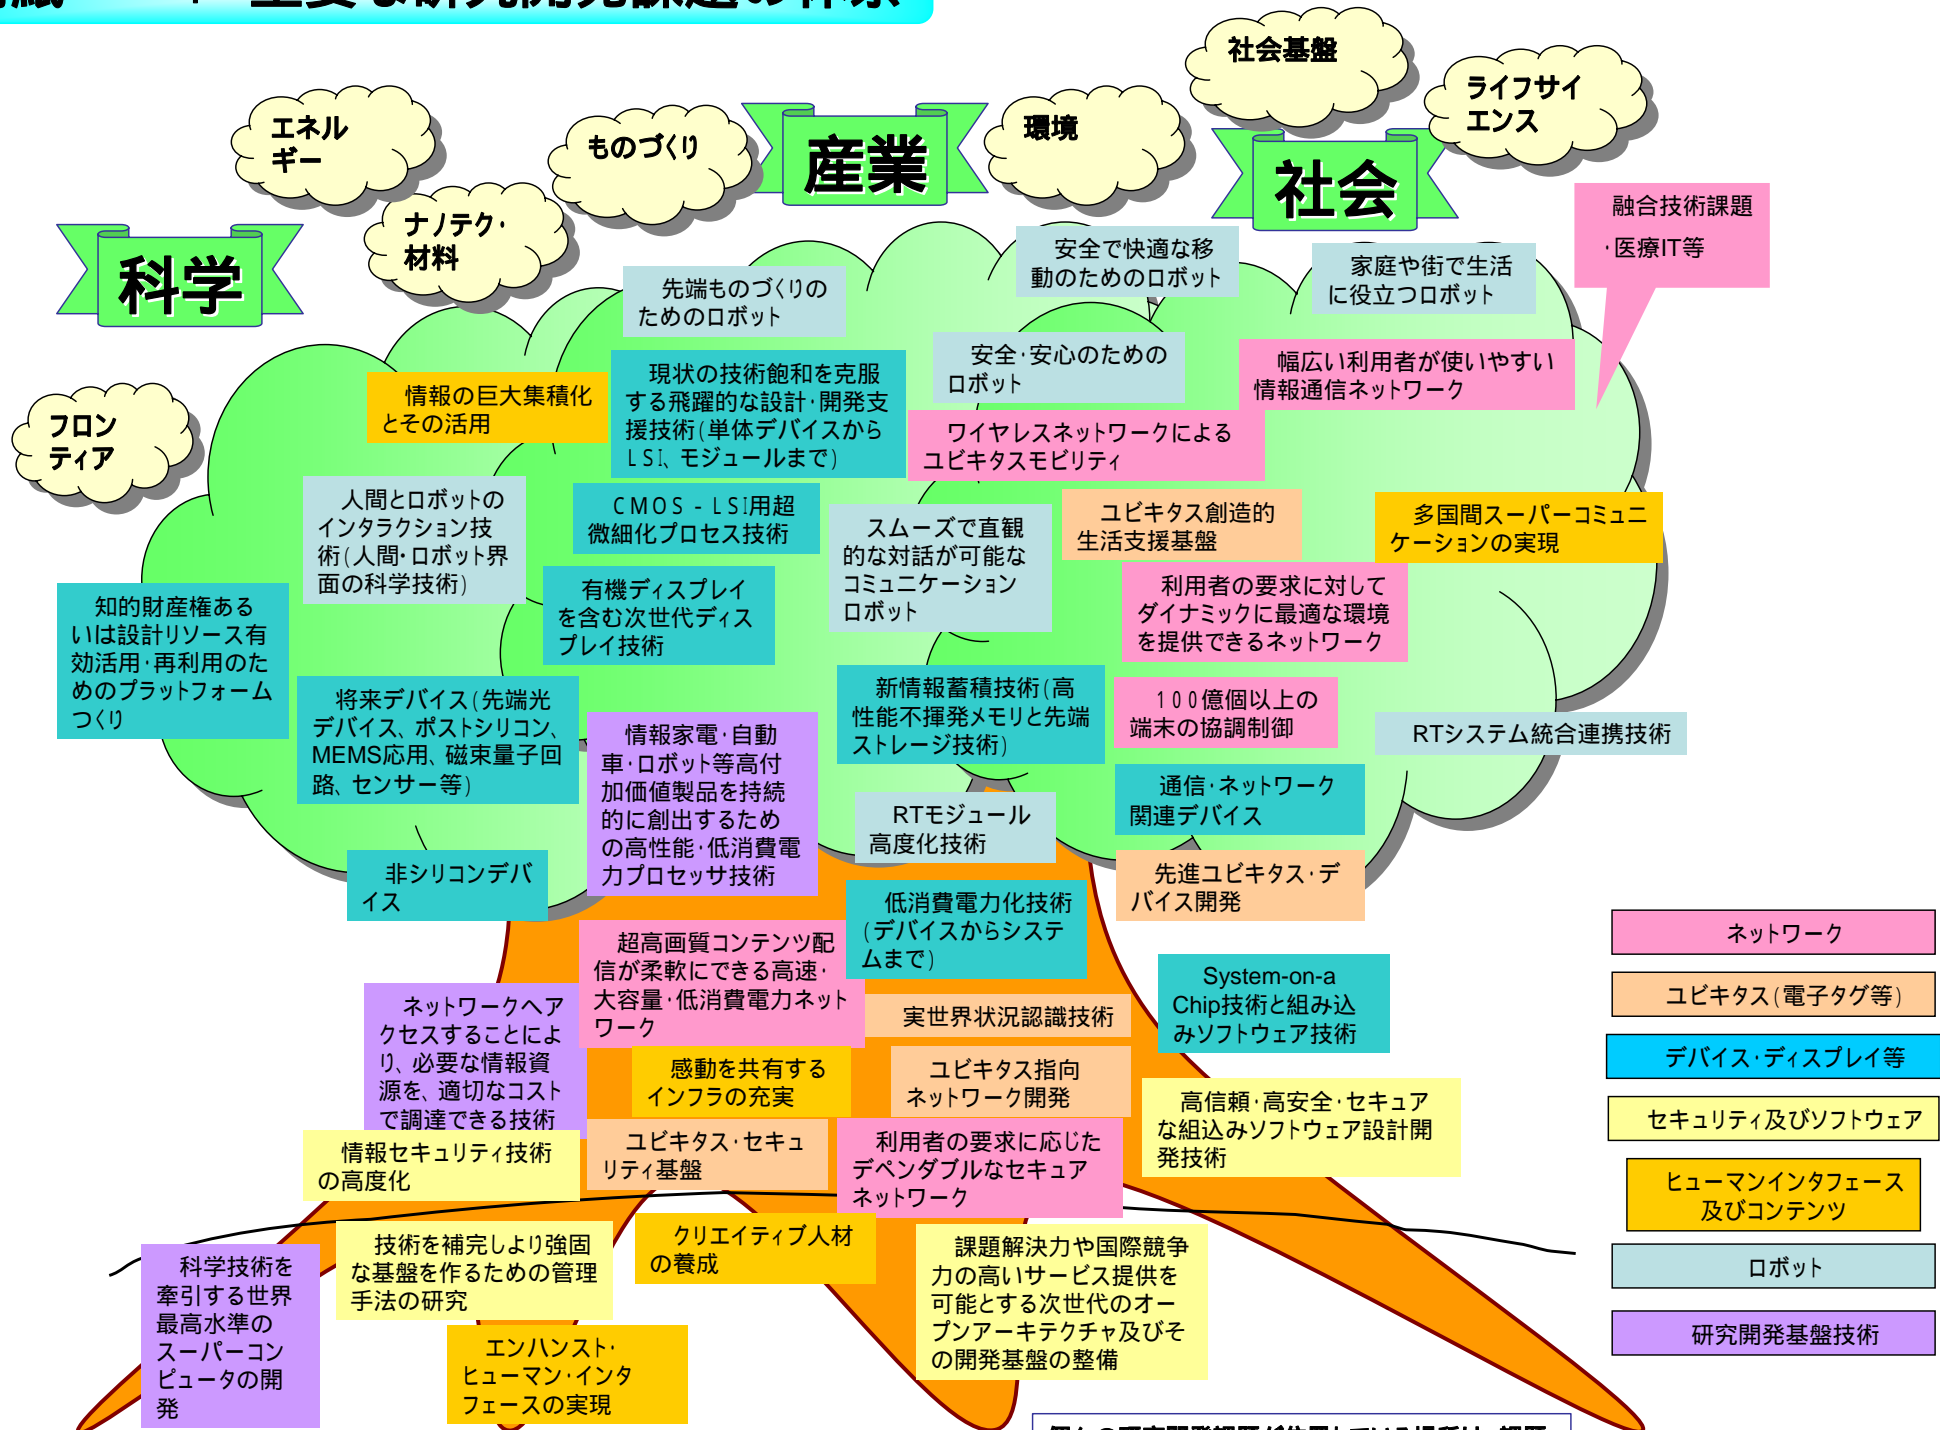 重要な研究開発課題の体系
社会基盤
ライフサイ
エンス
エネル
ギー
ものづくり
産業
環境
社会
ナノテク・
材料
科学
融合技術課題
・医療IT等
フロン
ティア
先端ものづくりの
ためのロボット
安全で快適な移
動のためのロボット
家庭や街で生活
に役立つロボット
情報の巨大集積化
とその活用
現状の技術飽和を克服
する飛躍的な設計・開発支
援技術(単体デバイスから
LSI、モジュールまで)
安全・安心のための
ロボット
幅広い利用者が使いやすい
情報通信ネットワーク
ワイヤレスネットワークによる
ユビキタスモビリティ
人間とロボットの
インタラクション技
術(人間・ロボット界
面の科学技術)
CMOS-LSI用超
微細化プロセス技術
スムーズで直観
的な対話が可能な
コミュニケーション
ロボット
ユビキタス創造的
生活支援基盤
多国間スーパーコミュニ
ケーションの実現
知的財産権ある
いは設計リソース有
効活用・再利用のた
めのプラットフォーム
つくり
有機ディスプレイ
を含む次世代ディス
プレイ技術
利用者の要求に対して
ダイナミックに最適な環境
を提供できるネットワーク
将来デバイス(先端光
デバイス、ポストシリコン、
MEMS応用、磁束量子回
路、センサー等)
情報家電・自動
車・ロボット等高付
加価値製品を持続
的に創出するため
の高性能・低消費電
力プロセッサ技術
新情報蓄積技術(高
性能不揮発メモリと先端
ストレージ技術)
100億個以上の
端末の協調制御
RTシステム統合連携技術
RTモジュール
高度化技術
通信・ネットワーク
関連デバイス
非シリコンデバ
イス
低消費電力化技術
(デバイスからシステ
ムまで)
先進ユビキタス・デ
バイス開発
超高画質コンテンツ配
信が柔軟にできる高速・
大容量・低消費電力ネット
ワーク
System-on-a
Chip技術と組み込
みソフトウェア技術
ネットワークへア
クセスすることによ
り、必要な情報資
源を、適切なコスト
で調達できる技術
実世界状況認識技術
感動を共有する
インフラの充実
ユビキタス指向
ネットワーク開発
高信頼・高安全・セキュア
な組込みソフトウェア設計開
発技術
情報セキュリティ技術
の高度化
ユビキタス・セキュ
リティ基盤
利用者の要求に応じた
デペンダブルなセキュア
ネットワーク
科学技術を
牽引する世界
最高水準の
スーパーコン
ピュータの開
発
技術を補完しより強固
な基盤を作るための管理
手法の研究
クリエイティブ人材
の養成
課題解決力や国際競争
力の高いサービス提供を
可能とする次世代のオー
プンアーキテクチャ及びそ
の開発基盤の整備
エンハンスト・
ヒューマン・インタ
フェースの実現
ネットワーク
ユビキタス(電子タグ等)
デバイス・ディスプレイ等
セキュリティ及びソフトウェア
ヒューマンインタフェース
及びコンテンツ
ロボット
研究開発基盤技術